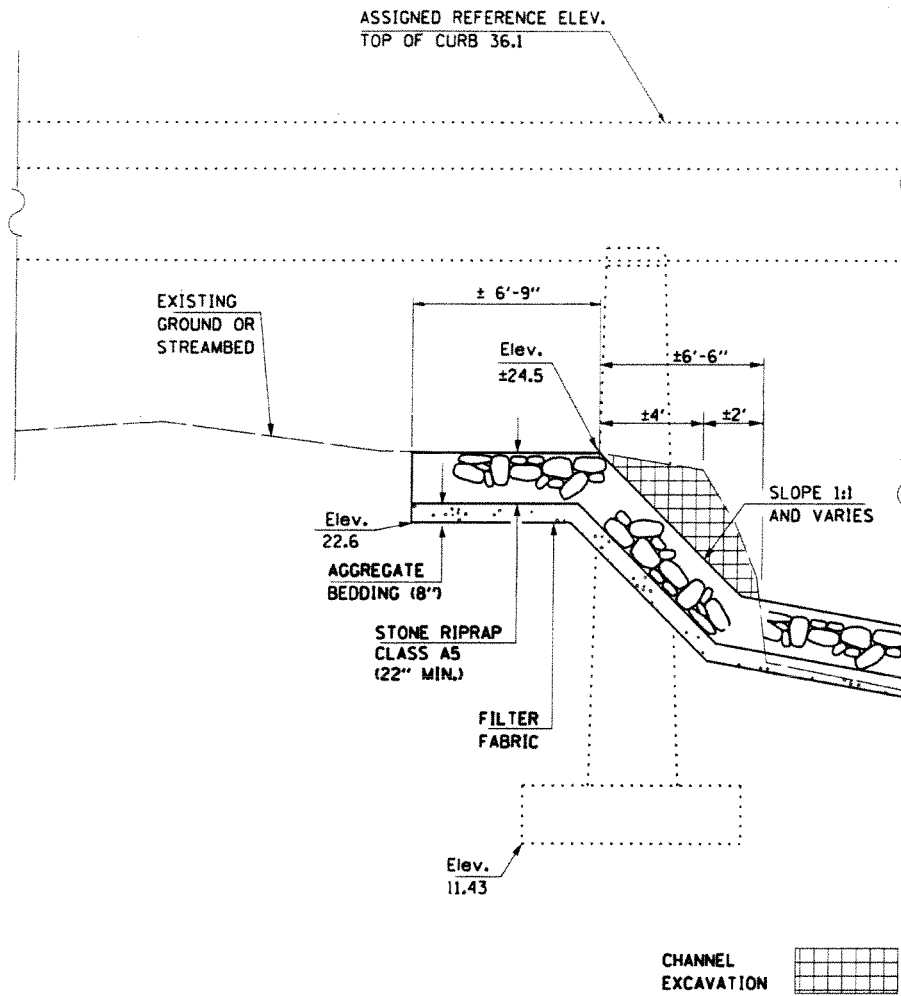 ASSIGNED REFERENCE ELEV.
TOP OF CURB 36.1
± 6'-9"
EXISTING
GROUND OR
STREAMBED
Elev.
±24.5
±6'-6"
±4'
±2'
SLOPE 1:1
AND VARIES
Elev.
22.6
AGGREGATE
BEDDING (8")
STONE RIPRAP
CLASS A5
(22" MIN.)
FILTER
FABRIC
Elev.
11.43
CHANNEL
EXCAVATION